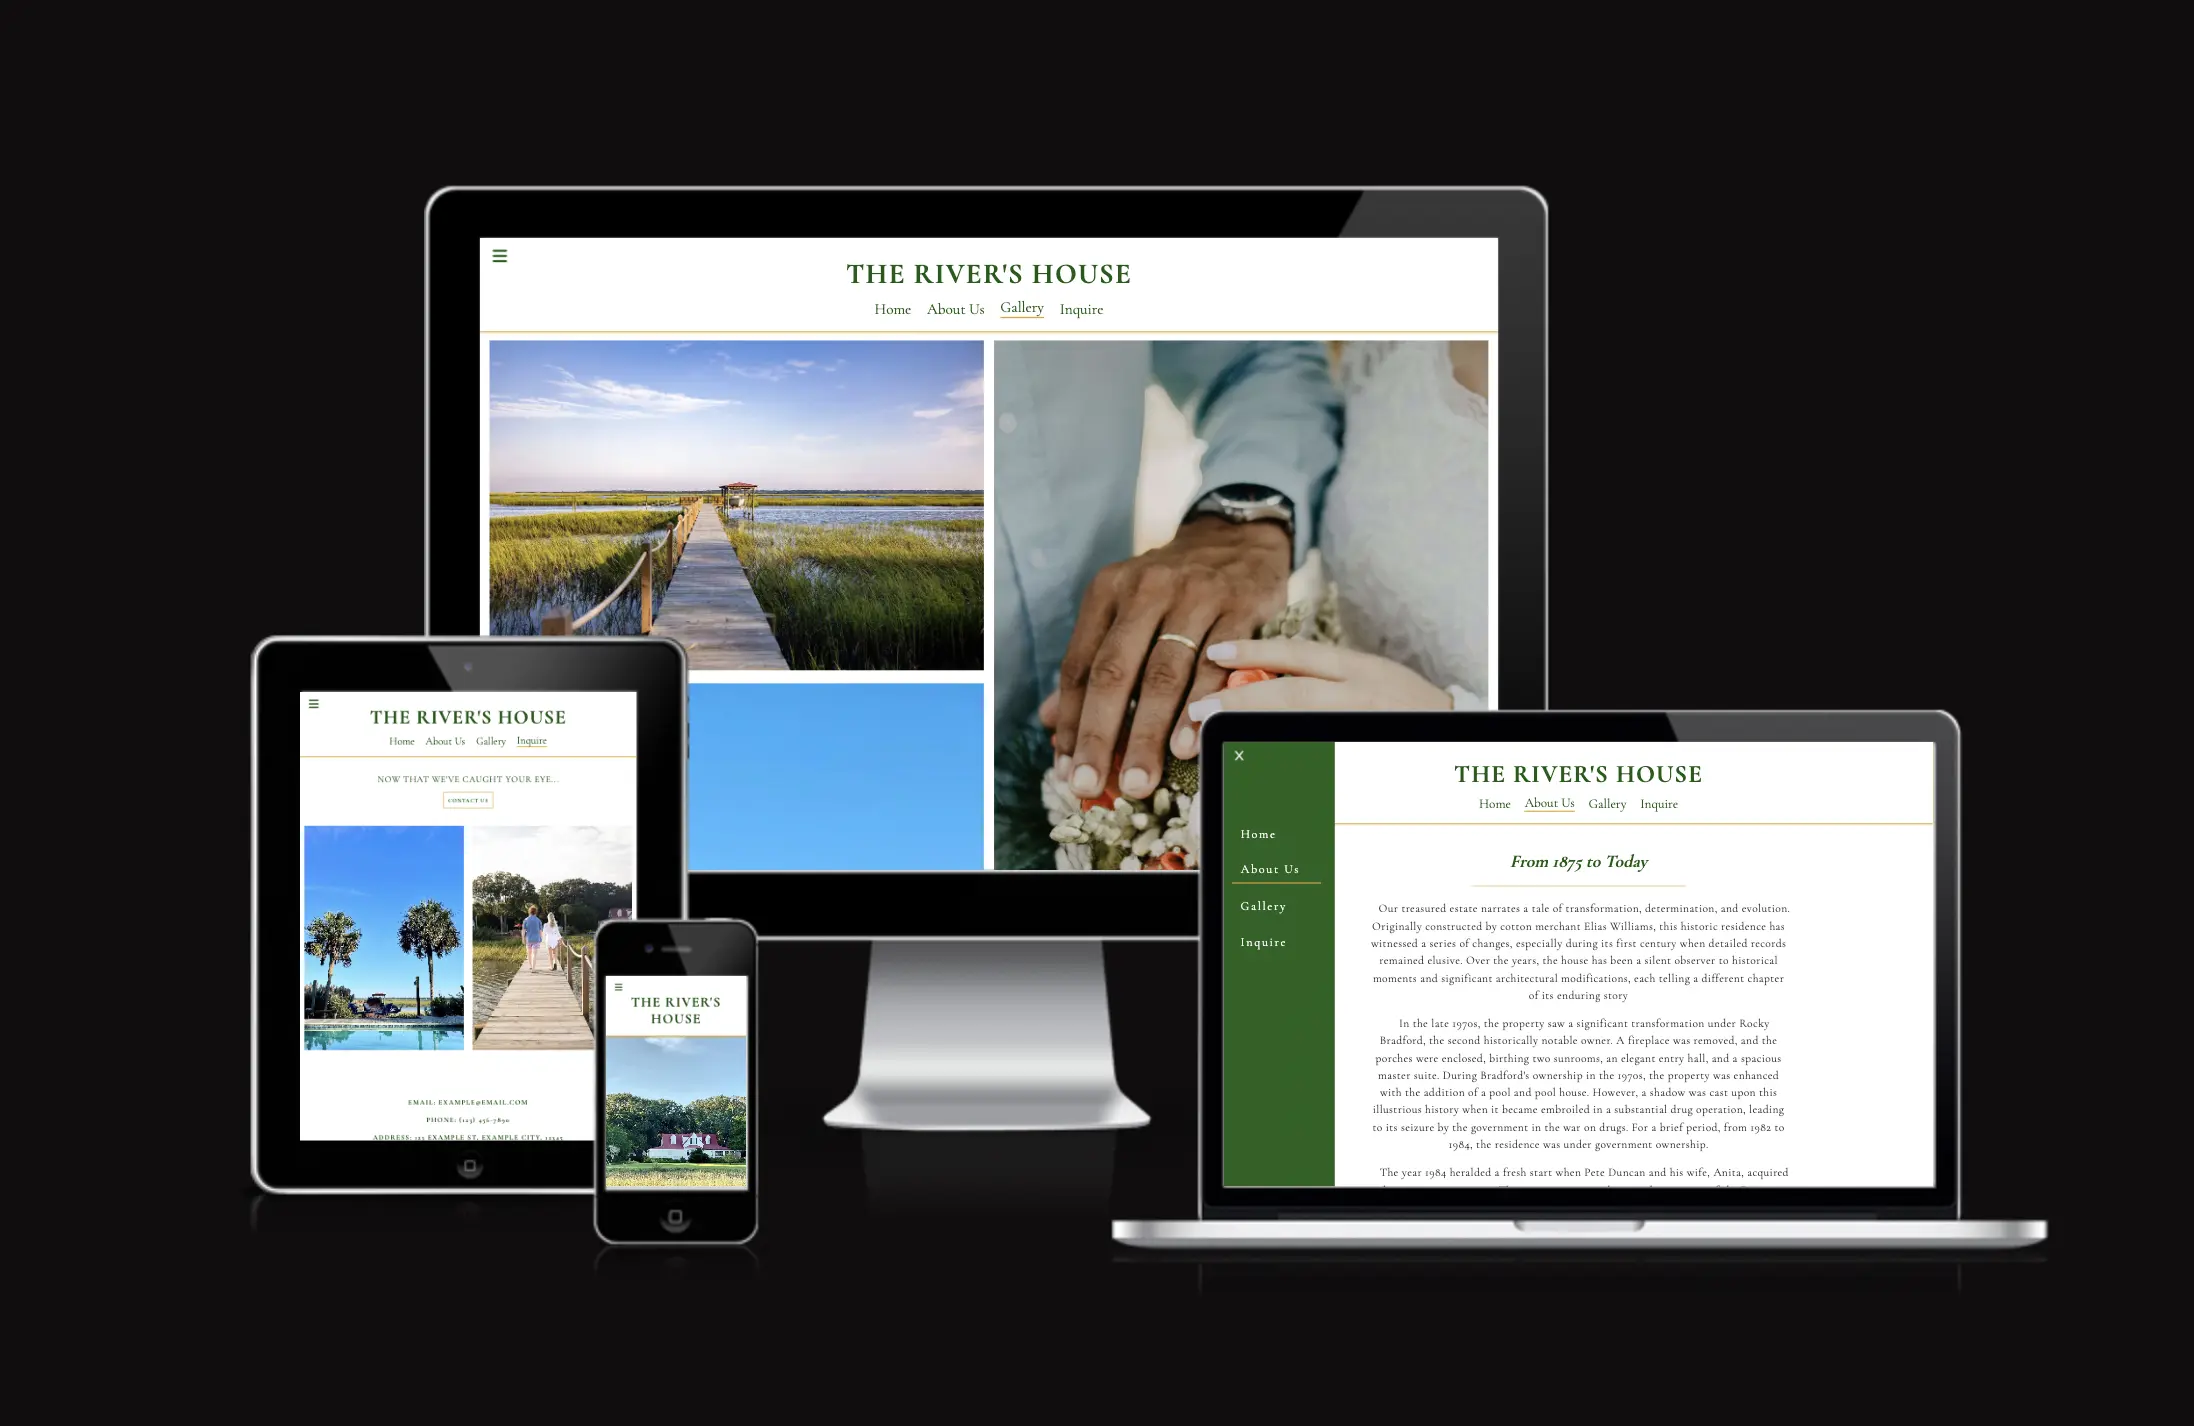 THE RIVER'S HOUSE
Home About Us Gallery Inquire
THE RIVER'S HOUSE
Home About Us Gallery Inquire
NOW THAT WE'VE CAUGHT YOUR EYE...
CONTACT US
EMAIL: EXAMPLE@EMAIL.COM
PHONE: (123) 456-7890
ADDRESS: 123 EXAMPLE ST, EXAMPLE CITY, 12345
THE RIVER'S
HOUSE
X
Home
About Us
Gallery
Inquire
THE RIVER'S HOUSE
Home About Us Gallery Inquire
From 1875 to Today
Our treasured estate narrates a tale of transformation, determination, and evolution.
Originally constructed by cotton merchant Elias Williams, this historic residence has
witnessed a series of changes, especially during its first century when detailed records
remained elusive. Over the years, the house has been a silent observer to historical
moments and significant architectural modifications, each telling a different chapter
of its enduring story
In the late 1970s, the property saw a significant transformation under Rocky
Bradford, the second historically notable owner. A fireplace was removed, and the
porches were enclosed, birthing two sunrooms, an elegant entry hall, and a spacious
master suite. During Bradford's ownership in the 1970s, the property was enhanced
with the addition of a pool and pool house. However, a shadow was cast upon this
illustrious history when it became embroiled in a substantial drug operation, leading
to its seizure by the government in the war on drugs. For a brief period, from 1982 to
1984, the residence was under government ownership.
The year 1984 heralded a fresh start when Pete Duncan and his wife, Anita, acquired